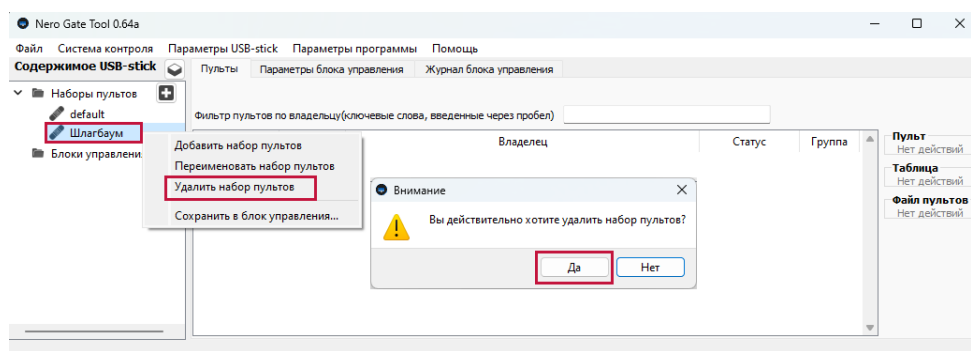 Nero Gate Tool 0.64a
Файл Система контроля Параметры USB-stick Параметры программы Помощь
Содержимое USB-stick
Пульты Параметры блока управления Журнал блока управления
Наборы пультов
default
Шлагбаум
Блоки управлени
Фильтр пультов по владельцу(ключевые слова, введенные через пробел)
Владелец Статус Группа
Добавить набор пультов
Переименовать набор пультов
Удалить набор пультов
Сохранить в блок управления...
Внимание
Вы действительно хотите удалить набор пультов?
Да Нет
Пульт
Нет действий
Таблица
Нет действий
Файл пультов
Нет действий